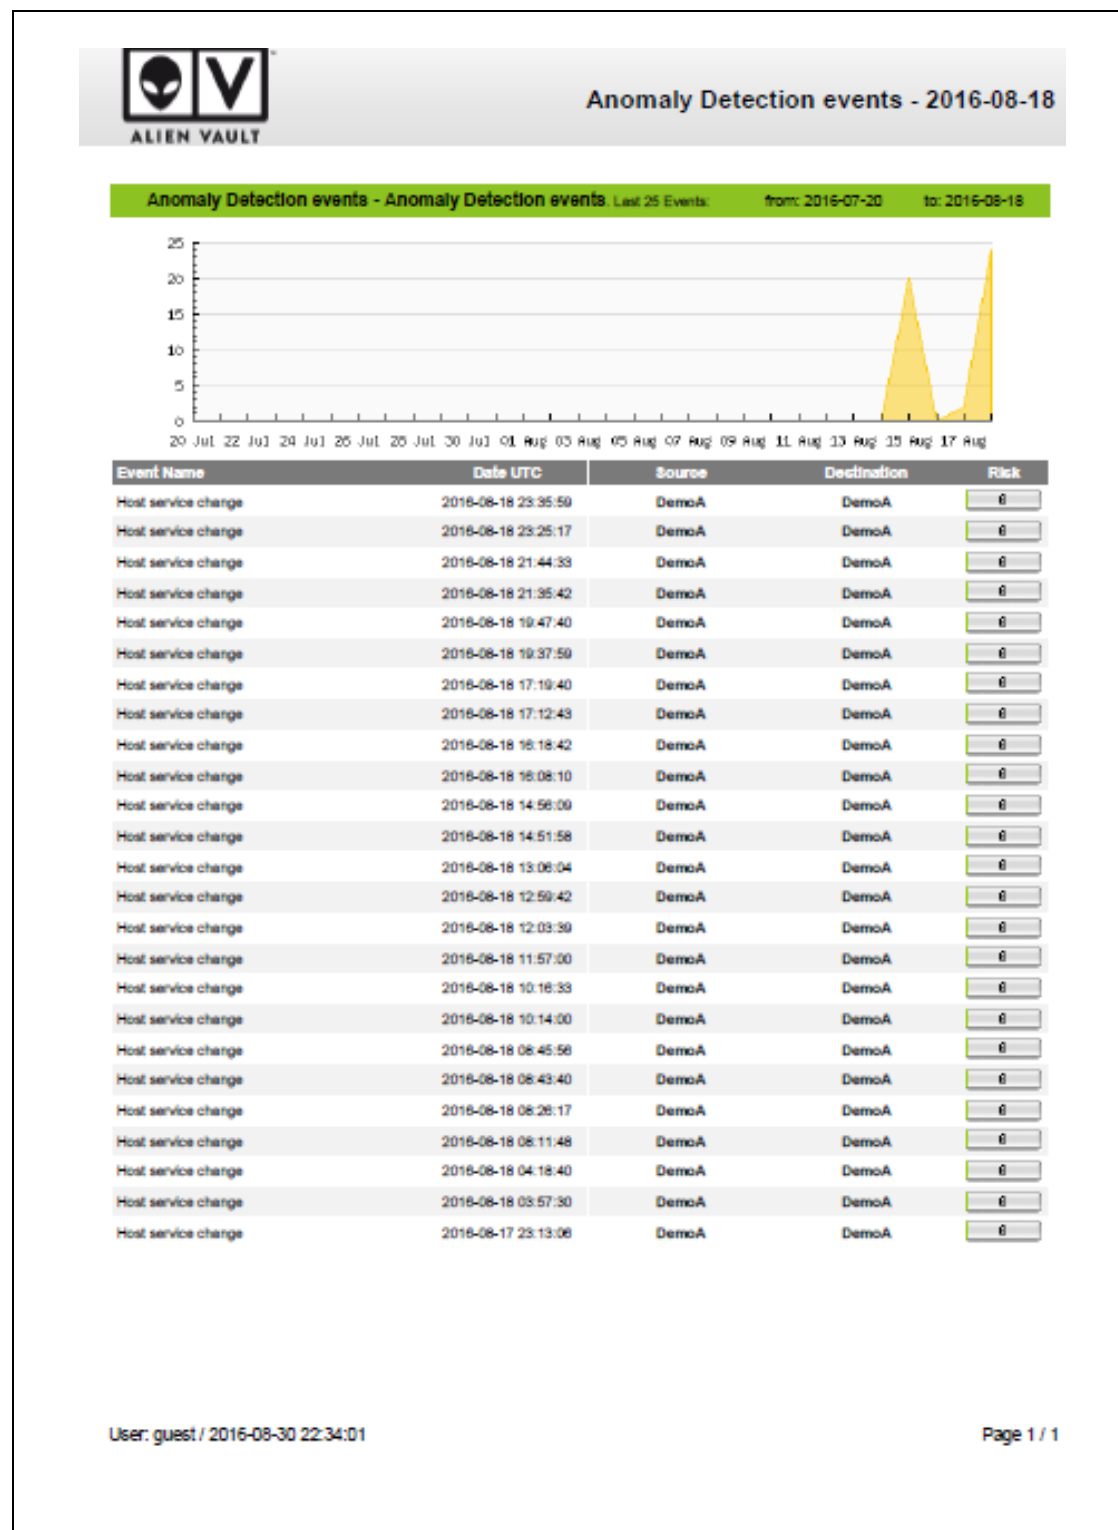 ALIEN VAULT
Anomaly Detection events - 2016-08-18
Anomaly Detection events - Anomaly Detection events. Last 25 Events: from: 2016-07-20 to: 2016-08-18
25
20
15
10
5
0
20 Jul 22 Jul 24 Jul 26 Jul 28 Jul 30 Jul 01 Aug 03 Aug 05 Aug 07 Aug 09 Aug 11 Aug 13 Aug 15 Aug 17 Aug
Event Name Date UTC Source Destination Risk
Host service change 2016-08-18 23:35:59 DemoA DemoA 0
Host service change 2016-08-18 23:25:17 DemoA DemoA 0
Host service change 2016-08-18 21:44:33 DemoA DemoA 0
Host service change 2016-08-18 21:35:42 DemoA DemoA 0
Host service change 2016-08-18 19:47:40 DemoA DemoA 0
Host service change 2016-08-18 19:37:59 DemoA DemoA 0
Host service change 2016-08-18 17:19:40 DemoA DemoA 0
Host service change 2016-08-18 17:12:43 DemoA DemoA 0
Host service change 2016-08-18 16:18:42 DemoA DemoA 0
Host service change 2016-08-18 16:08:10 DemoA DemoA 0
Host service change 2016-08-18 14:56:09 DemoA DemoA 0
Host service change 2016-08-18 14:51:58 DemoA DemoA 0
Host service change 2016-08-18 13:06:04 DemoA DemoA 0
Host service change 2016-08-18 12:59:42 DemoA DemoA 0
Host service change 2016-08-18 12:03:39 DemoA DemoA 0
Host service change 2016-08-18 11:57:00 DemoA DemoA 0
Host service change 2016-08-18 10:16:33 DemoA DemoA 0
Host service change 2016-08-18 10:14:00 DemoA DemoA 0
Host service change 2016-08-18 08:45:56 DemoA DemoA 0
Host service change 2016-08-18 08:43:40 DemoA DemoA 0
Host service change 2016-08-18 08:26:17 DemoA DemoA 0
Host service change 2016-08-18 08:11:48 DemoA DemoA 0
Host service change 2016-08-18 04:18:40 DemoA DemoA 0
Host service change 2016-08-18 03:57:30 DemoA DemoA 0
Host service change 2016-08-17 23:13:06 DemoA DemoA 0
User: guest / 2016-08-30 22:34:01 Page 1 / 1